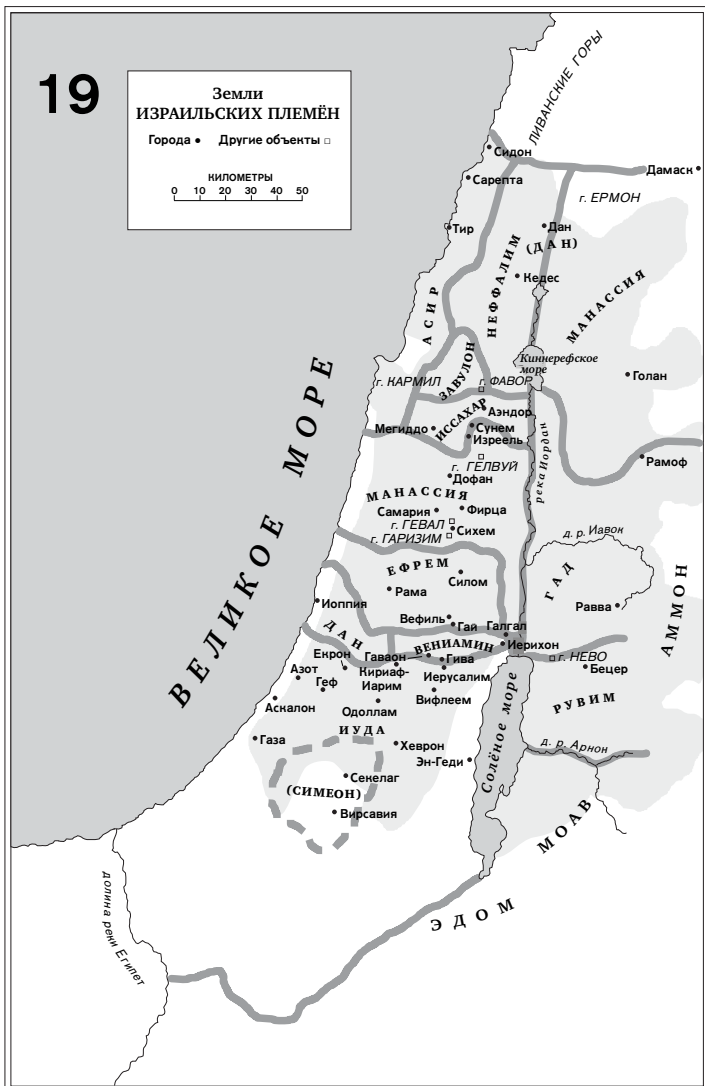 19
Земли
ИЗРАИЛЬСКИХ ПЛЕМЁН
Города • Другие объекты □
КИЛОМЕТРЫ
0 10 20 30 40 50
ЛИВАНСКИЕ ГОРЫ
Сидон
Дамаск
Сарепта
г. ЕРМОН
Тир
Дан
(ДАН)
Кедес
НЕФФАЛИМ
АСИР
МАНАССИЯ
ЗАВУЛОН
Киннерефское
море
г. КАРМИЛ
г. ФАВОР
Голан
ИССАХАР
Аэндор
Мегиддо
Сунем
Изреель
г. ГЕЛВУЙ
Рамоф
Дофан
река Иордан
МАНАССИЯ
Самария
Фирца
г. ГЕВАЛ
Сихем
г. ГАРИЗИМ
д. р. Иавок
ВЕЛИКОЕ МОРЕ
ЕФРЕМ
Силом
ГАД
Рама
Равва
АММОН
Иоппия
Вефиль
Гай
Галгал
ДАН
ВЕНИАМИН
Иерихон
Екрон
Гаваон
Гива
г. НЕВО
Кириаф-
Иарим
Иерусалим
Бецер
Азот
Геф
Вифлеем
Аскалон
Одоллам
РУВИМ
ИУДА
Газа
Хеврон
Эн-Геди
Солёное море
д. р. Арнон
Секелаг
(СИМЕОН)
Вирсавия
МОАВ
ЭДОМ
долина реки Египет